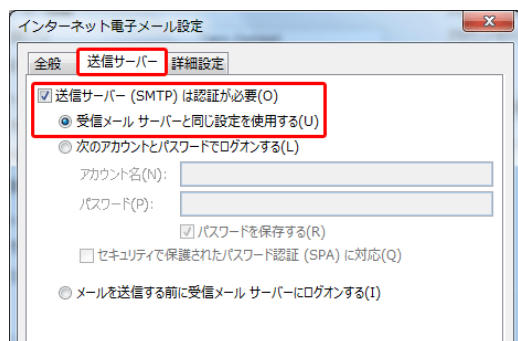 インターネット電子メール設定
全般 送信サーバー 詳細設定
送信サーバー (SMTP) は認証が必要(O)
受信メール サーバーと同じ設定を使用する(U)
次のアカウントとパスワードでログオンする(L)
アカウント名(N):
パスワード(P):
パスワードを保存する(R)
セキュリティで保護されたパスワード認証 (SPA) に対応(Q)
メールを送信する前に受信メール サーバーにログオンする(I)